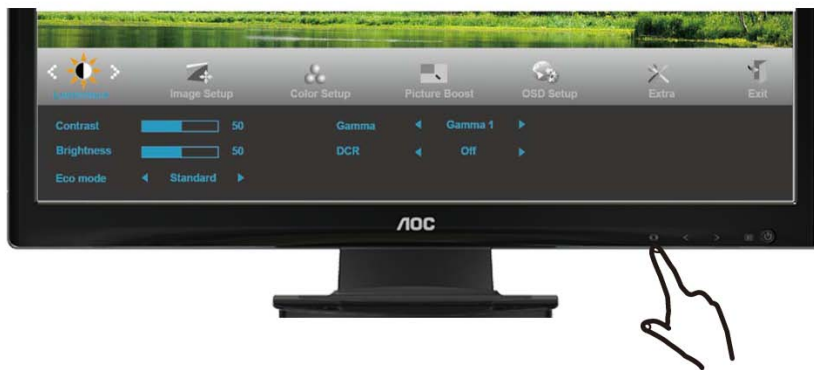 Luminance
Image Setup
Color Setup
Picture Boost
OSD Setup
Extra
Exit
Contrast 50 Gamma Gamma 1
Brightness 50 DCR Off
Eco mode Standard
AOC